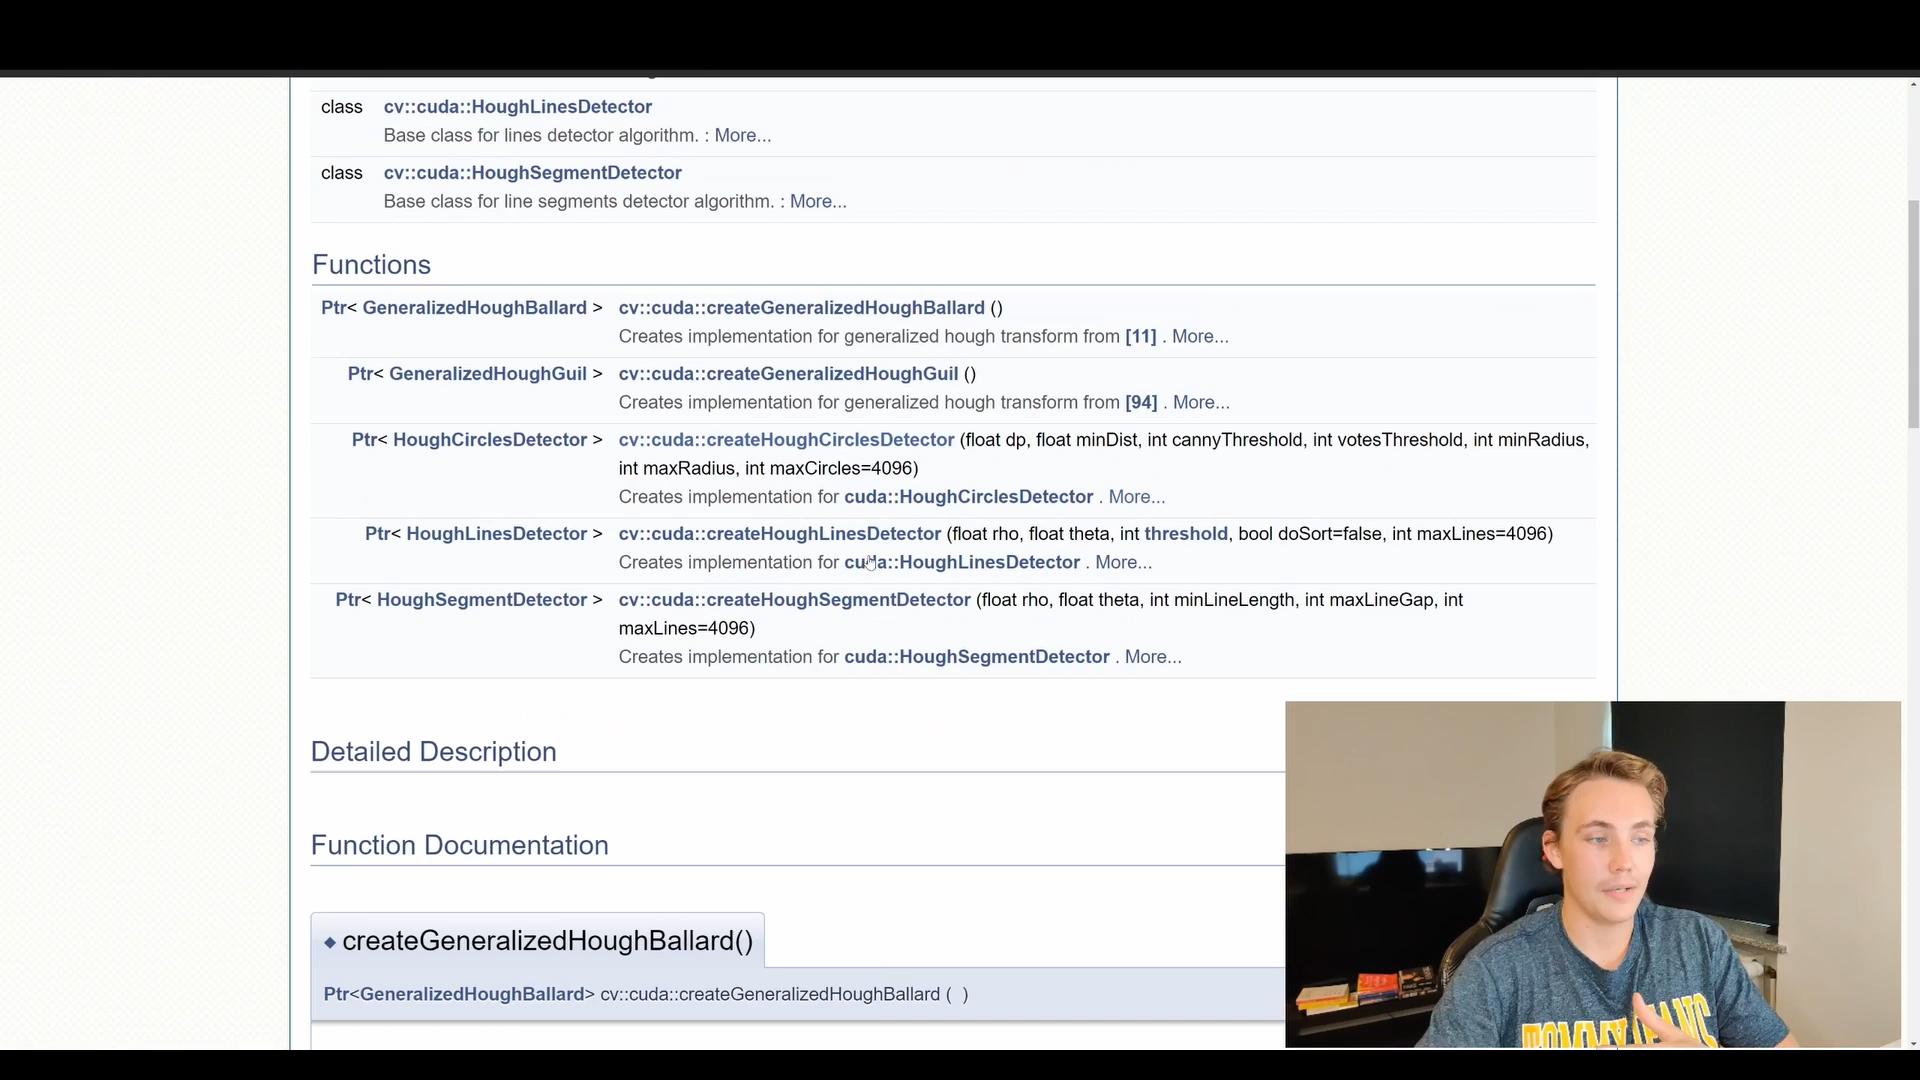 class cv::cuda::HoughLinesDetector
Base class for lines detector algorithm. : More...
class cv::cuda::HoughSegmentDetector
Base class for line segments detector algorithm. : More...
Functions
Ptr< GeneralizedHoughBallard > cv::cuda::createGeneralizedHoughBallard ()
Creates implementation for generalized hough transform from [11] . More...
Ptr< GeneralizedHoughGuil > cv::cuda::createGeneralizedHoughGuil ()
Creates implementation for generalized hough transform from [94] . More...
Ptr< HoughCirclesDetector > cv::cuda::createHoughCirclesDetector (float dp, float minDist, int cannyThreshold, int votesThreshold, int minRadius,
int maxRadius, int maxCircles=4096)
Creates implementation for cuda::HoughCirclesDetector . More...
Ptr< HoughLinesDetector > cv::cuda::createHoughLinesDetector (float rho, float theta, int threshold, bool doSort=false, int maxLines=4096)
Creates implementation for cuda::HoughLinesDetector . More...
Ptr< HoughSegmentDetector > cv::cuda::createHoughSegmentDetector (float rho, float theta, int minLineLength, int maxLineGap, int
maxLines=4096)
Creates implementation for cuda::HoughSegmentDetector . More...
Detailed Description
Function Documentation
◆ createGeneralizedHoughBallard()
Ptr<GeneralizedHoughBallard> cv::cuda::createGeneralizedHoughBallard ( )
TOMMY JEANS